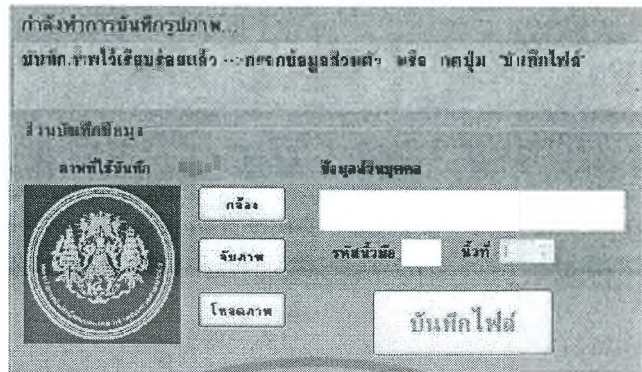 กำลังทำการบันทึกรูปภาพ...
บันทึกภาพไว้เรียบร้อยแล้ว ---> กรอกข้อมูลส่วนตัว หรือ กดปุ่ม "บันทึกไฟล์"
ส่วนบันทึกข้อมูล
ภาพที่ใช้บันทึก
ข้อมูลส่วนบุคคล
กล้อง
จับภาพ
รหัสนิ้วมือ
นิ้วที่
โหลดภาพ
บันทึกไฟล์